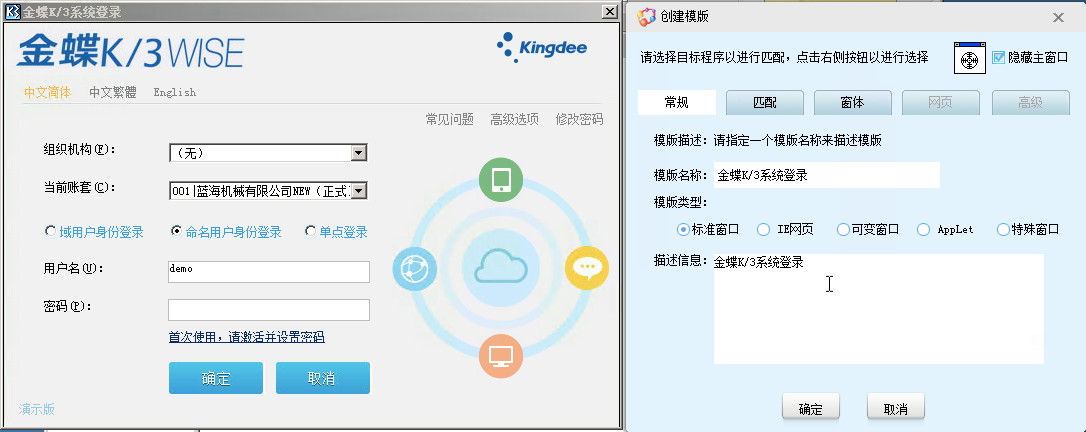 金蝶K/3系统登录
金蝶K/3 WISE
Kingdee
中文简体 中文繁體 English
常见问题 高级选项 修改密码
组织机构(F):
(无)
当前账套(C):
001|蓝海机械有限公司NEW（正式
域用户身份登录 命名用户身份登录 单点登录
用户名(U):
demo
密码(P):
首次使用，请激活并设置密码
确定 取消
演示版
创建模版
请选择目标程序以进行匹配，点击右侧按钮以进行选择
隐藏主窗口
常规 匹配 窗体 网页 高级
模版描述：请指定一个模版名称来描述模版
模版名称：金蝶K/3系统登录
模版类型：
标准窗口 IE网页 可变窗口 AppLet 特殊窗口
描述信息：金蝶K/3系统登录
确定 取消